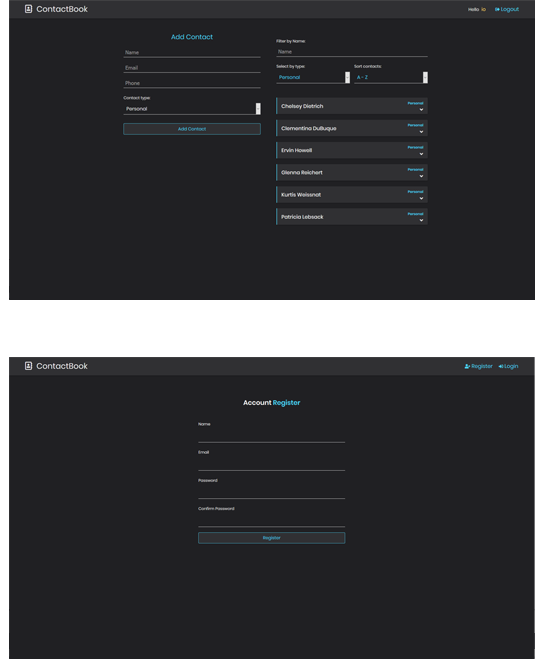 ContactBook
Hello io Logout
Add Contact
Name
Email
Phone
Contact type:
Personal
Add Contact
Filter by Name:
Name
Select by type: Sort contacts:
Personal A - Z
Chelsey Dietrich Personal
Clementina DuBuque Personal
Ervin Howell Personal
Glenna Reichert Personal
Kurtis Weissnat Personal
Patricia Lebsack Personal
ContactBook
Register Login
Account Register
Name
Email
Password
Confirm Password
Register